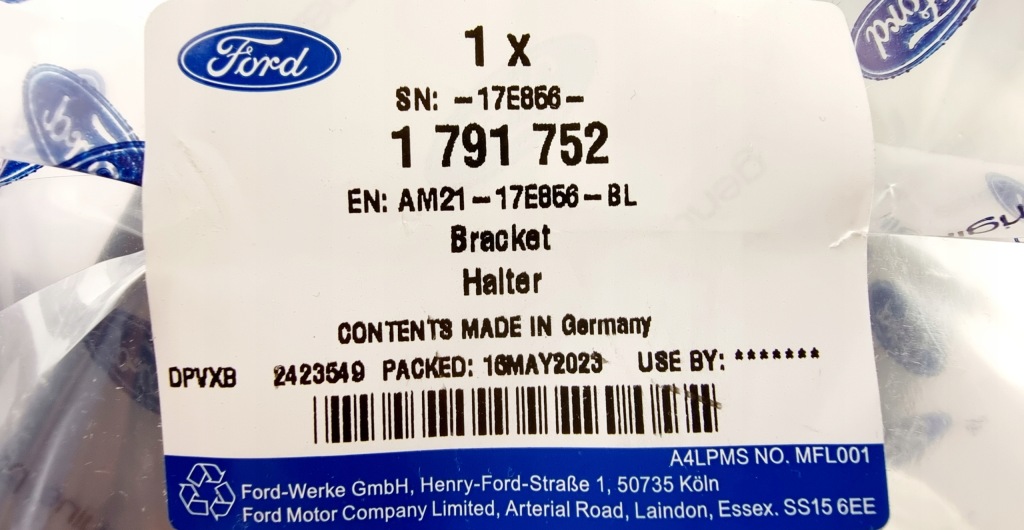 Ford
1 x
SN: -17E856-
1 791 752
EN: AM21-17E856-BL
Bracket
Halter
CONTENTS MADE IN Germany
DPVXB 2423549 PACKED: 16MAY2023 USE BY: *******
A4LPMS NO. MFL001
Ford-Werke GmbH, Henry-Ford-Straße 1, 50735 Köln
Ford Motor Company Limited, Arterial Road, Laindon, Essex. SS15 6EE
Ford